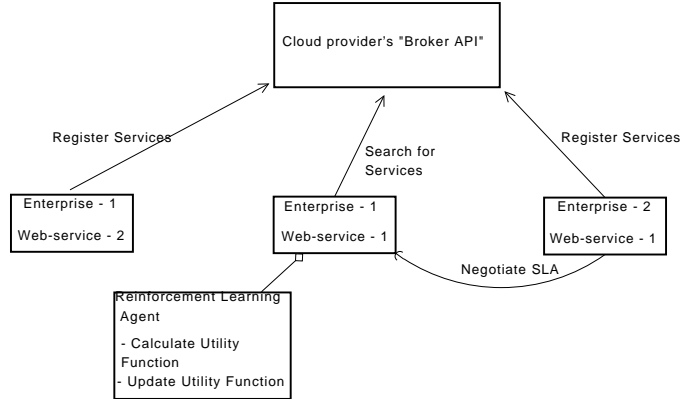 Cloud provider's "Broker API"
Register Services
Search for
Services
Register Services
Enterprise - 1
Web-service - 2
Enterprise - 1
Web-service - 1
Enterprise - 2
Web-service - 1
Negotiate SLA
Reinforcement Learning
Agent
- Calculate Utility
Function
- Update Utility Function